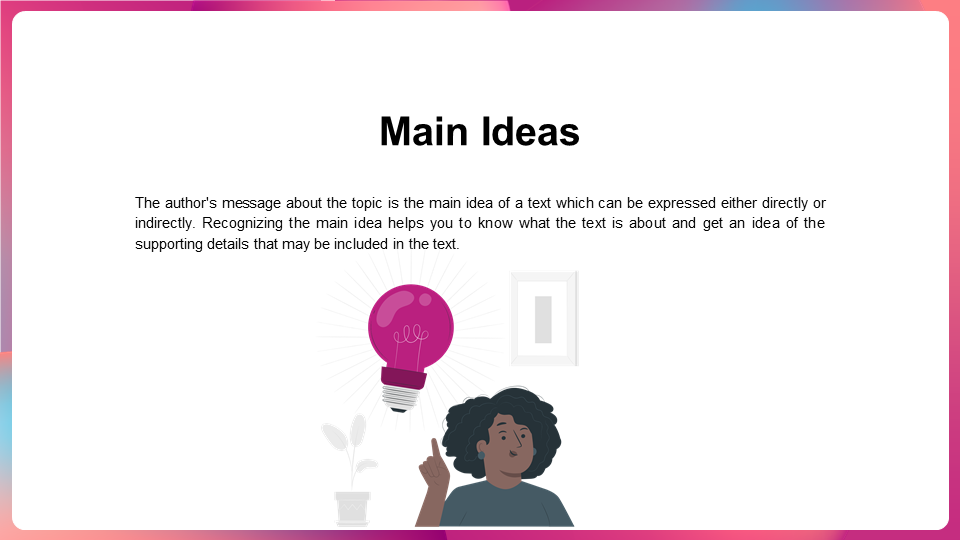 Main Ideas
The author's message about the topic is the main idea of a text which can be expressed either directly or
indirectly. Recognizing the main idea helps you to know what the text is about and get an idea of the
supporting details that may be included in the text.